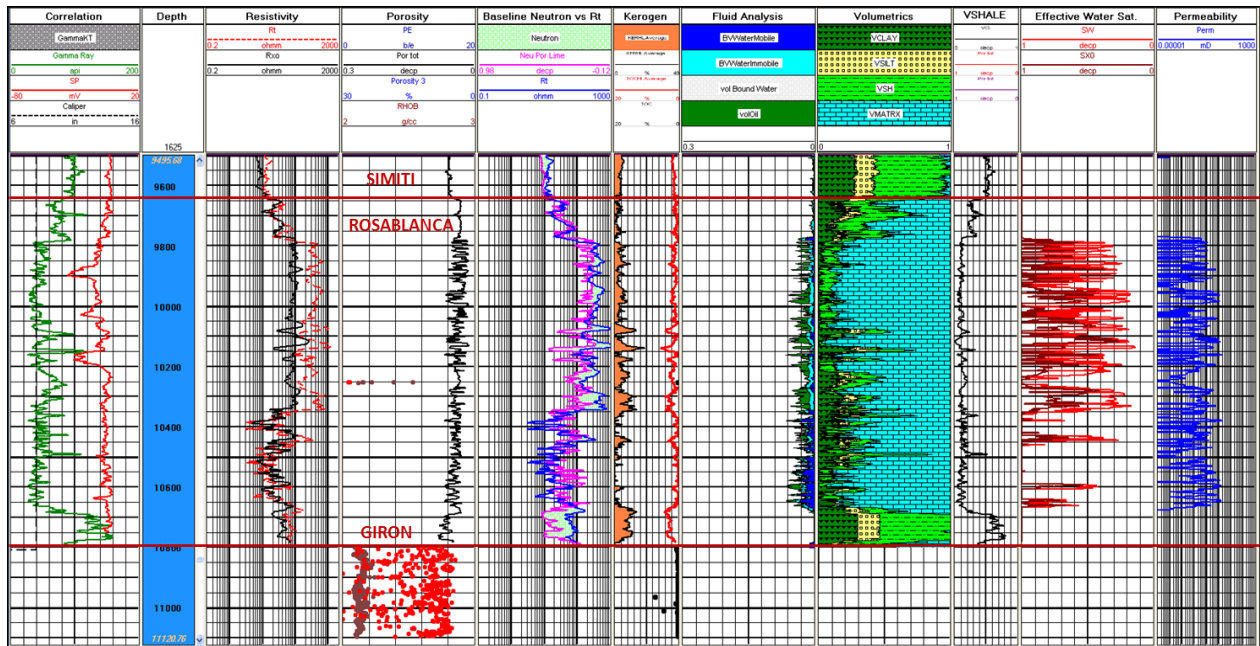 Correlation Depth Resistivity Porosity Baseline Neutron vs Rt Kerogen Fluid Analysis Volumetrics VSHALE Effective Water Sat. Permeability
GammaKT
Gamma Ray
0 api 200
SP
-80 mV 20
Caliper
6 in 16
1625
Rt
0.2 ohmm 2000
Rxo
0.2 ohmm 2000
PE
0 b/e 20
Por tot
0.3 decp 0
Porosity 3
30 % 0
RHOB
2 g/cc 3
Neutron
Neu Por Lime
0.98 decp -0.12
Rt
0.1 ohmm 1000
BVWaterMobile
BVWaterImmobile
vol Bound Water
volOil
0.3 0
VCLAY
VSILT
VSH
VMATRX
0 1
SW
1 decp 0
SXO
1 decp 0
Perm
0.00001 mD 1000
9495.68
SIMITI
9600
ROSABLANCA
9800
10000
10200
10400
10600
GIRON
10800
11000
11120.76